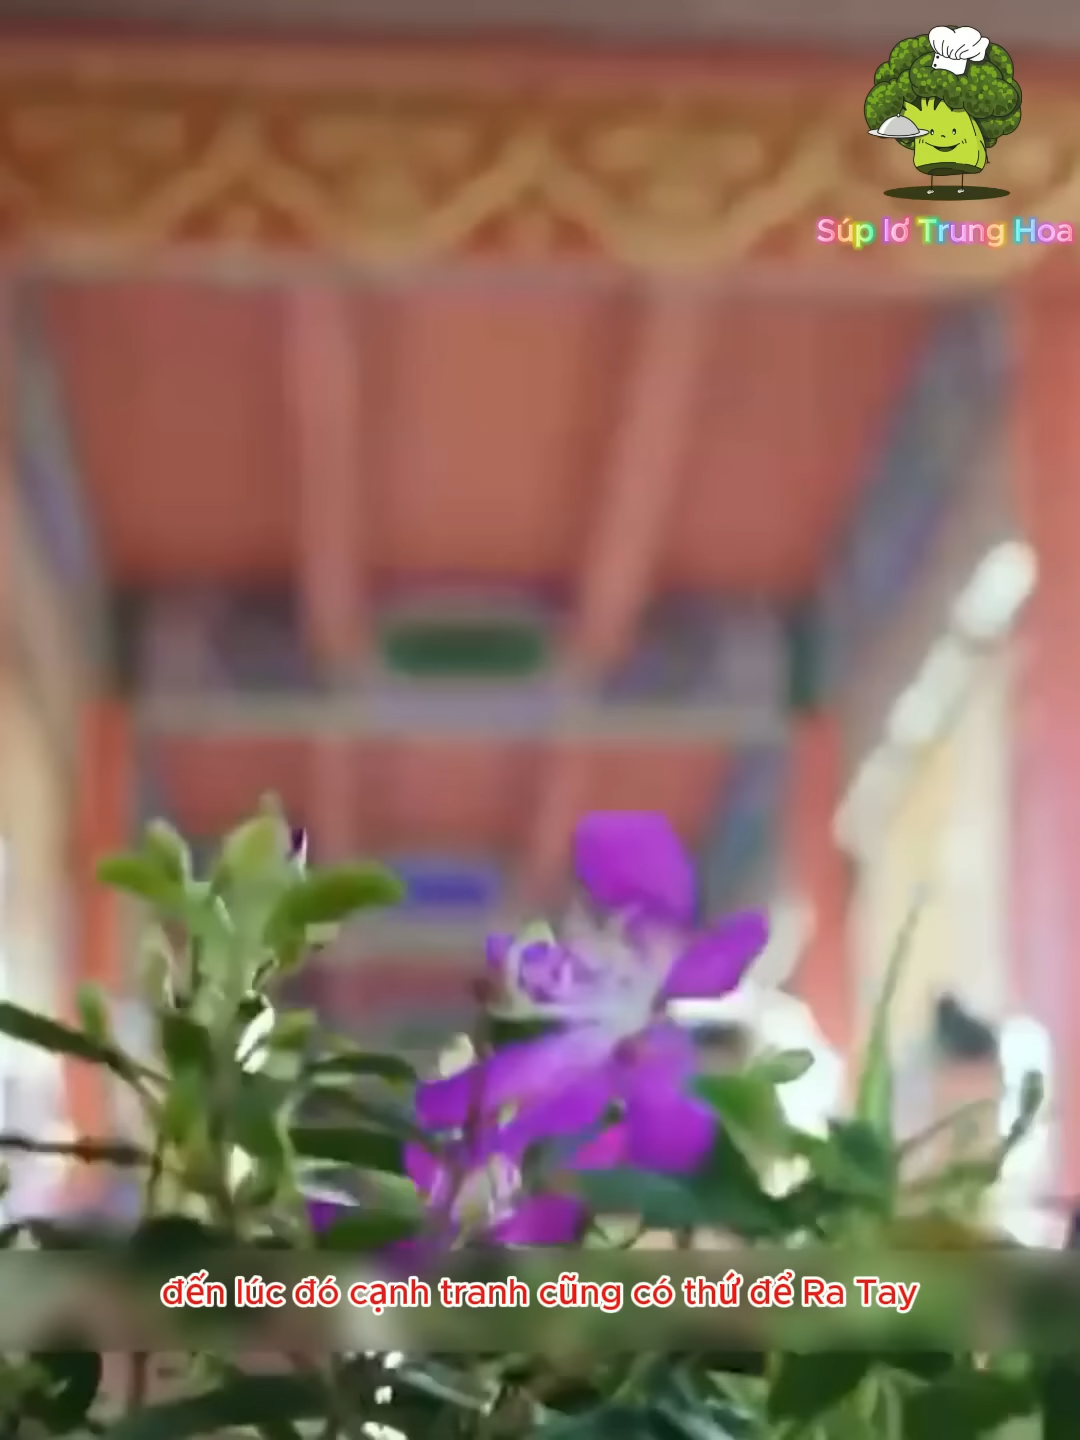 Súp lơ Trung Hoa
đến lúc đó cạnh tranh cũng có thứ để Ra Tay